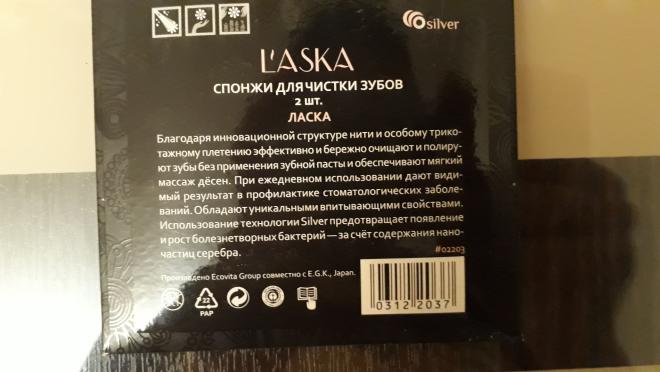 silver
L'ASKA
СПОНЖИ ДЛЯ ЧИСТКИ ЗУБОВ
2 шт.
ЛАСКА
Благодаря инновационной структуре нити и особому трико-
тажному плетению эффективно и бережно очищают и полиру-
ют зубы без применения зубной пасты и обеспечивают мягкий
массаж дёсен. При ежедневном использовании дают види-
мый результат в профилактике стоматологических заболе-
ваний. Обладают уникальными впитывающими свойствами.
Использование технологии Silver предотвращает появление
и рост болезнетворных бактерий — за счёт содержания нано-
частиц серебра.
#02203
Произведено Ecovita Group совместно с E.G.K., Japan.
22
PAP
0312 2037